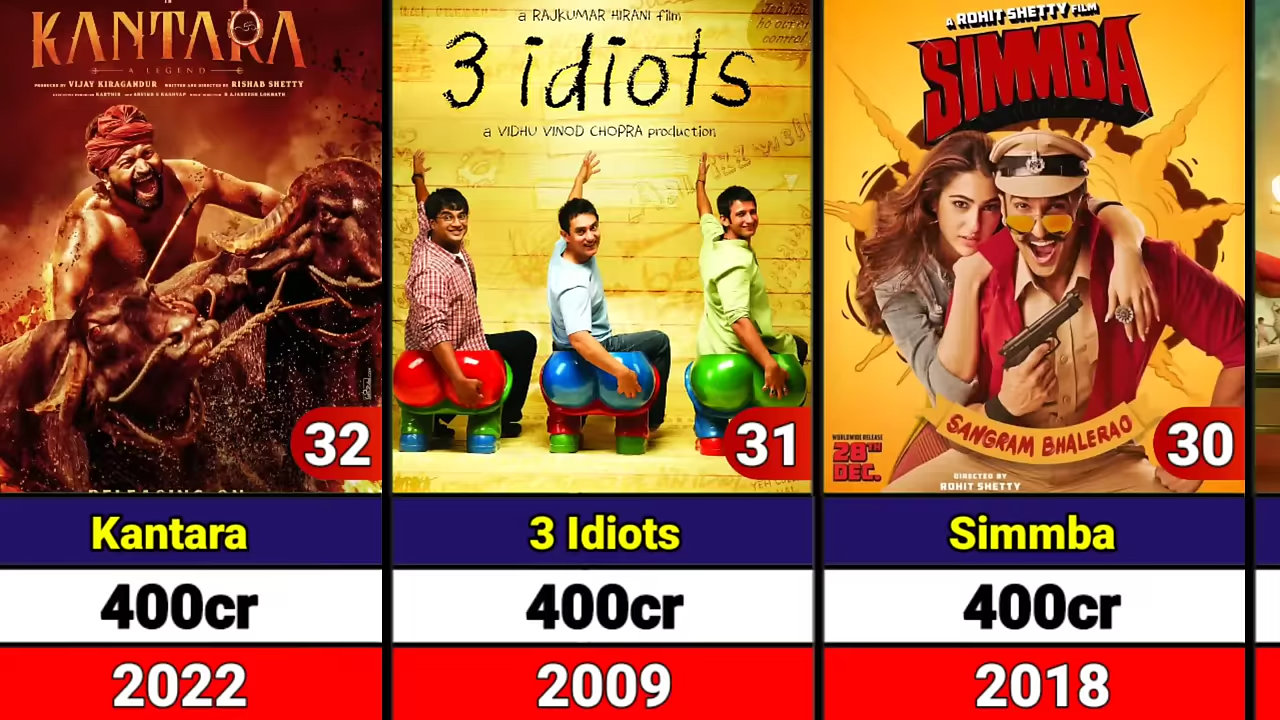 KANTARA
A LEGEND
PRODUCED BY VIJAY KIRAGANDUR WRITTEN AND DIRECTED BY RISHAB SHETTY
32
Kantara
400cr
2022
a RAJKUMAR HIRANI film
3 idiots
a VIDHU VINOD CHOPRA production
31
3 Idiots
400cr
2009
A ROHIT SHETTY FILM
SIMMBA
SANGRAM BHALERAO
WORLDWIDE RELEASE
28TH
DEC.
DIRECTED BY
ROHIT SHETTY
30
Simmba
400cr
2018